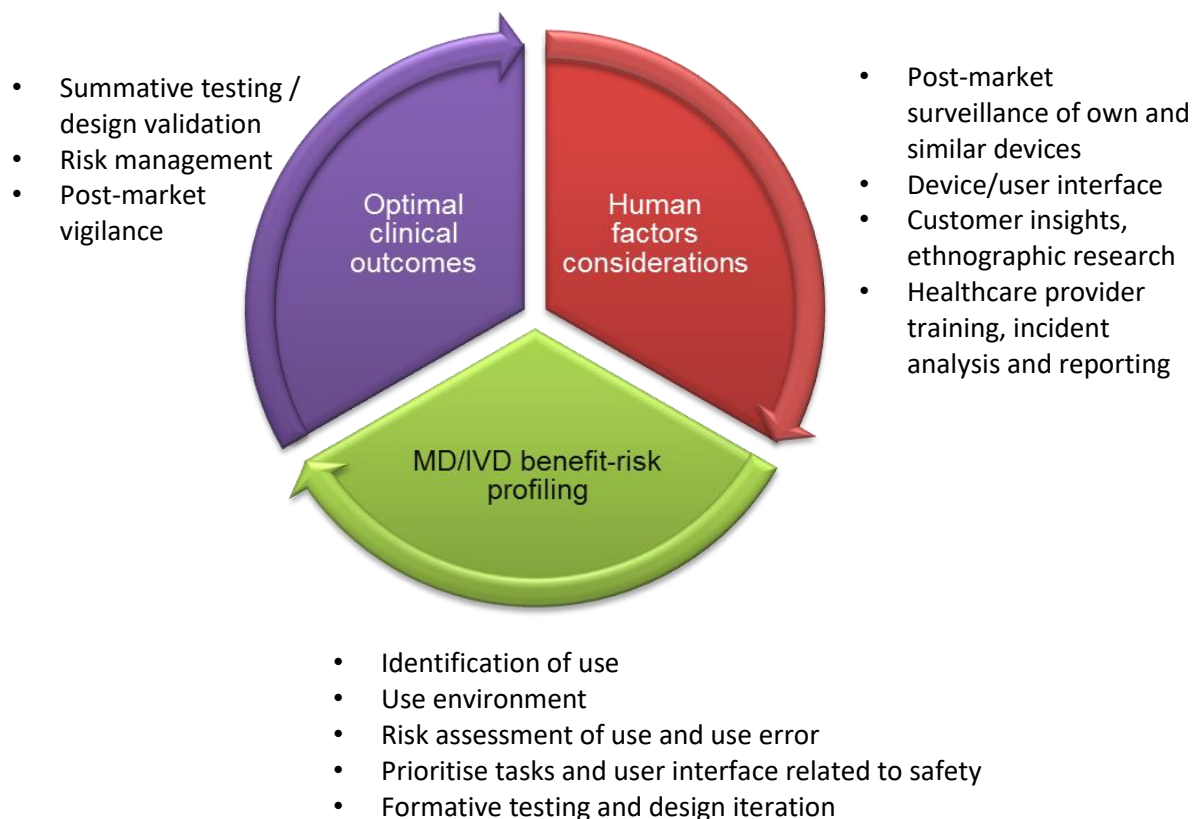 • Summative testing /
design validation
• Risk management
• Post-market
vigilance
Optimal
clinical
outcomes
Human
factors
considerations
• Post-market
surveillance of own and
similar devices
• Device/user interface
• Customer insights,
ethnographic research
• Healthcare provider
training, incident
analysis and reporting
MD/IVD benefit-risk
profiling
• Identification of use
• Use environment
• Risk assessment of use and use error
• Prioritise tasks and user interface related to safety
• Formative testing and design iteration